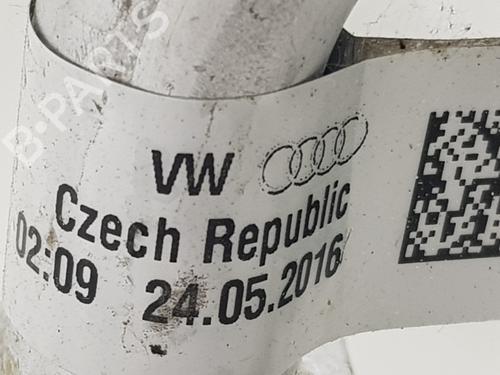 B-PARTS
VW
Czech Republic
02:09 24.05.2016